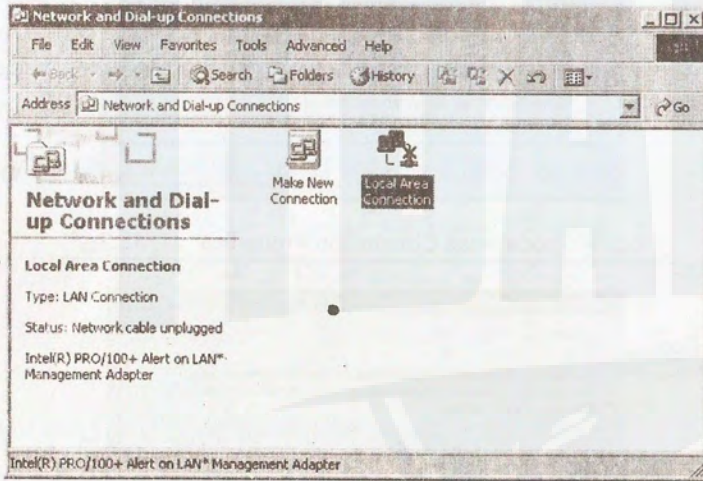 Network and Dial-up Connections
File Edit View Favorites Tools Advanced Help
Back Search Folders History
Address Network and Dial-up Connections Go
Make New
Connection
Local Area
Connection
Network and Dial-
up Connections
Local Area Connection
Type: LAN Connection
Status: Network cable unplugged
Intel(R) PRO/100+ Alert on LAN*
Management Adapter
Intel(R) PRO/100+ Alert on LAN* Management Adapter